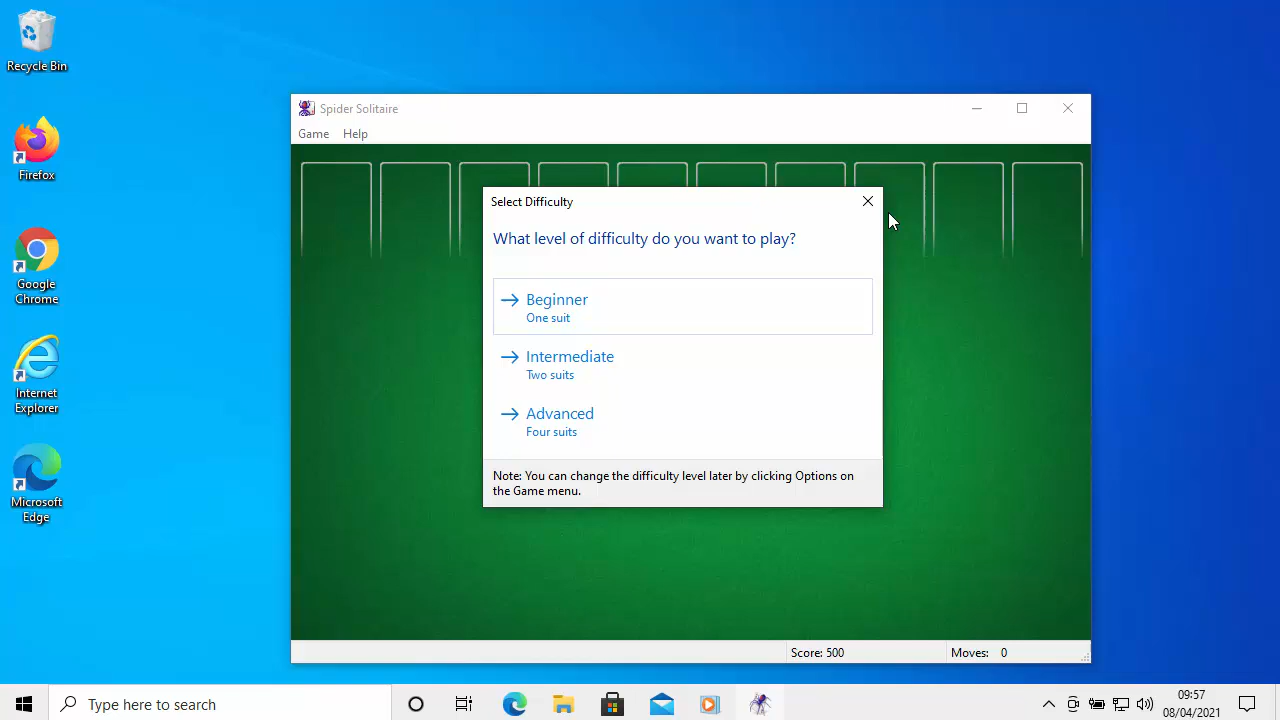 Recycle Bin
Firefox
Google
Chrome
Internet
Explorer
Microsoft
Edge
Spider Solitaire
Game Help
Select Difficulty
What level of difficulty do you want to play?
Beginner
One suit
Intermediate
Two suits
Advanced
Four suits
Note: You can change the difficulty level later by clicking Options on
the Game menu.
Score: 500 Moves: 0
Type here to search
09:57
08/04/2021